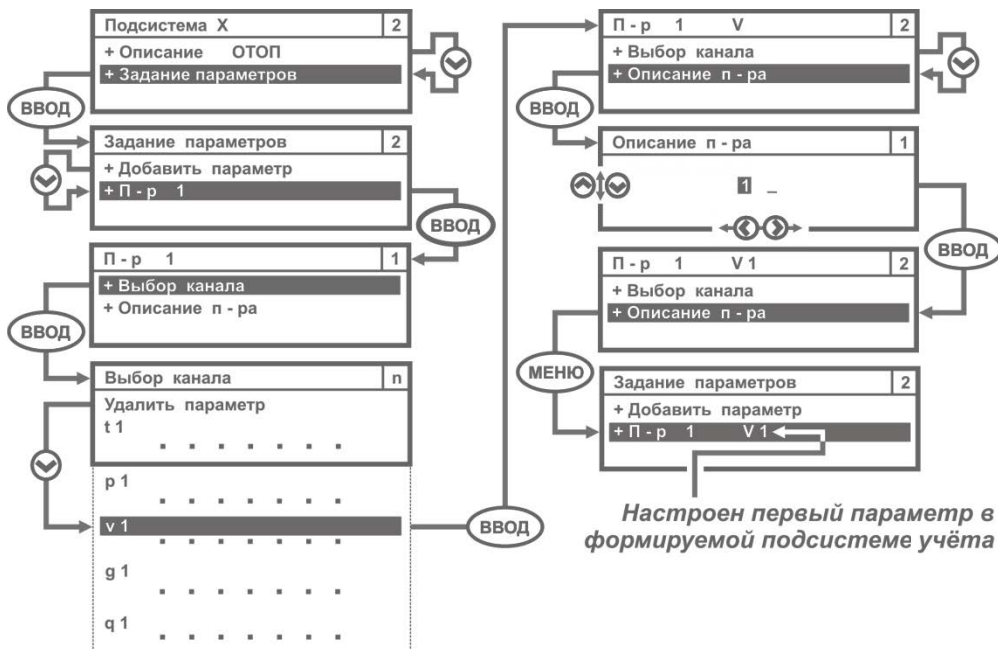 Подсистема X 2
+ Описание ОТОП
+ Задание параметров
ВВОД
Задание параметров 2
+ Добавить параметр
+ П - р 1
ВВОД
П - р 1 1
+ Выбор канала
+ Описание п - ра
ВВОД
Выбор канала n
Удалить параметр
t 1
. . . . . . .
p 1
. . . . . . .
v 1
. . . . . . .
g 1
. . . . . . .
q 1
. . . . . . .
ВВОД
П - р 1 V 2
+ Выбор канала
+ Описание п - ра
ВВОД
Описание п - ра 1
1 _
ВВОД
П - р 1 V 1 2
+ Выбор канала
+ Описание п - ра
МЕНЮ
Задание параметров 2
+ Добавить параметр
+ П - р 1 V 1
Настроен первый параметр в
формируемой подсистеме учёта